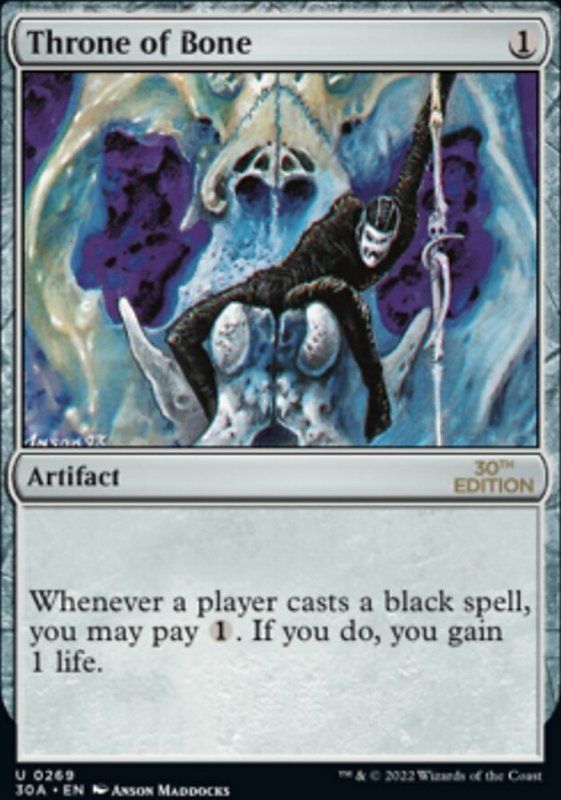 Throne of Bone 1
ANSON93
Artifact
30TH
EDITION
Whenever a player casts a black spell,
you may pay 1. If you do, you gain
1 life.
U 0269
30A • EN Anson Maddocks
™ & © 2022 Wizards of the Coast